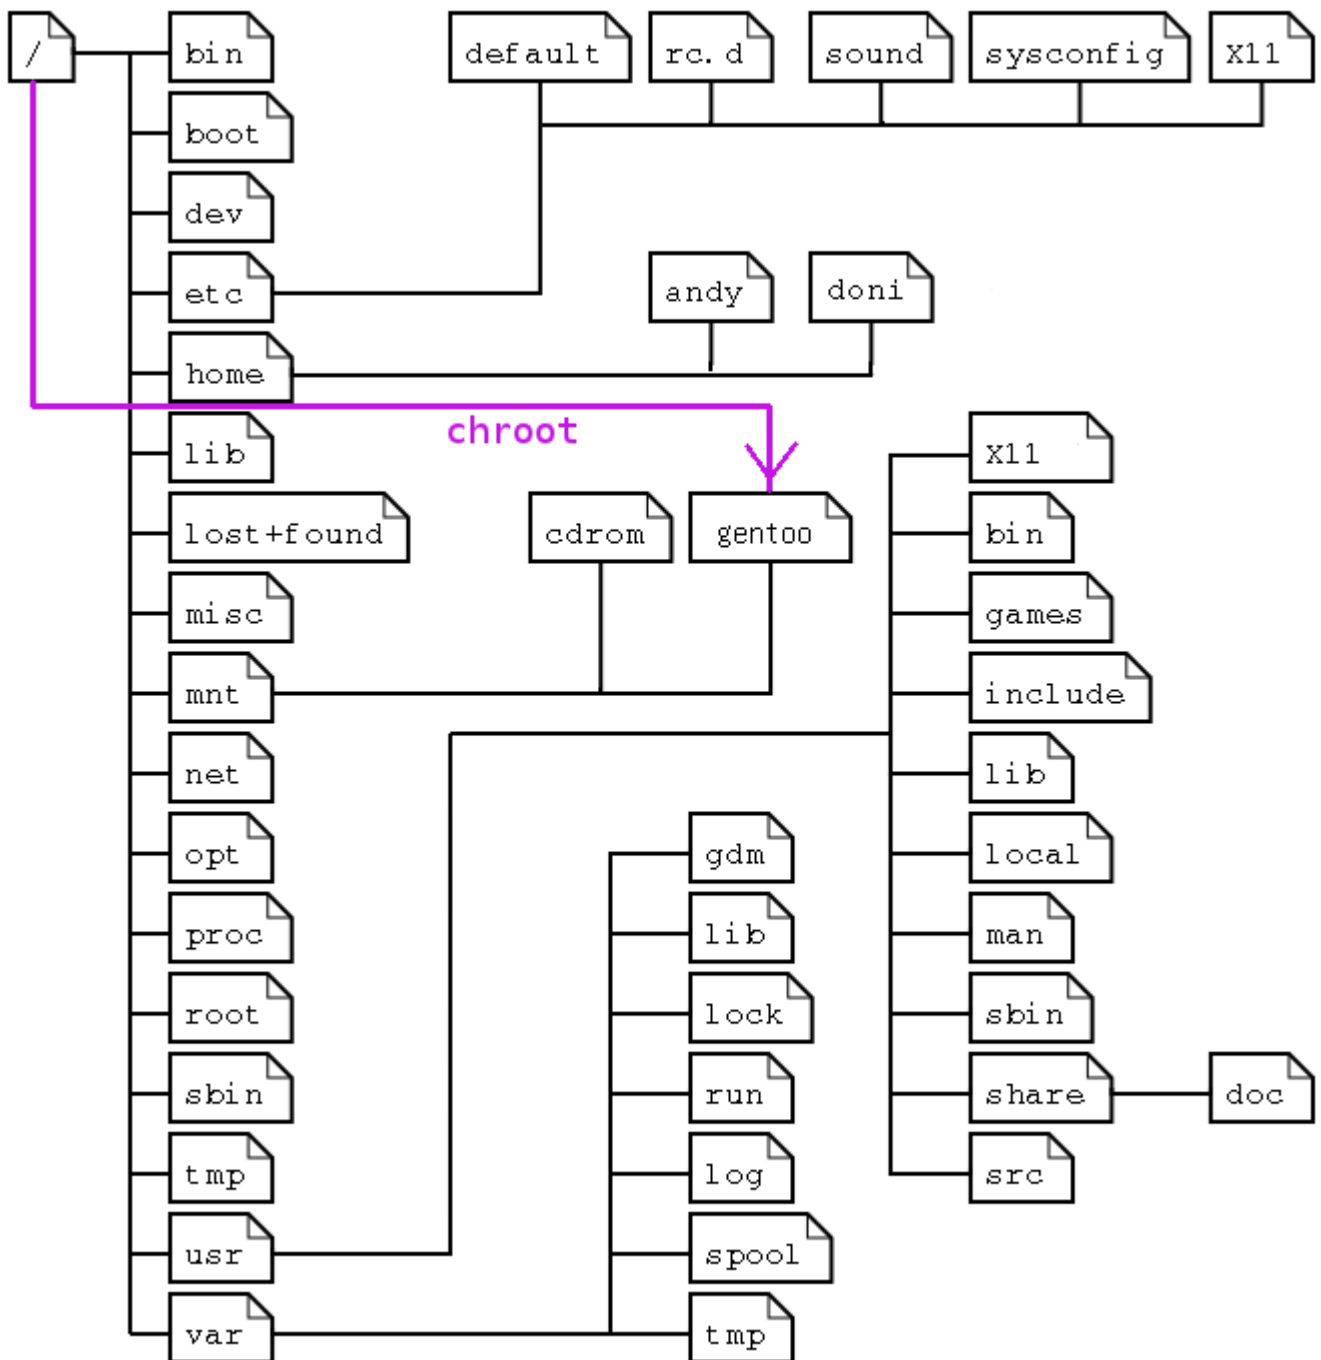 /
bin
default
rc.d
sound
sysconfig
X11
boot
dev
etc
andy
doni
home
chroot
lib
X11
lost+found
cdrom
gentoo
bin
misc
games
mnt
include
net
lib
opt
gdm
local
proc
lib
man
root
lock
sbin
sbin
run
share
doc
tmp
log
src
usr
spool
var
tmp